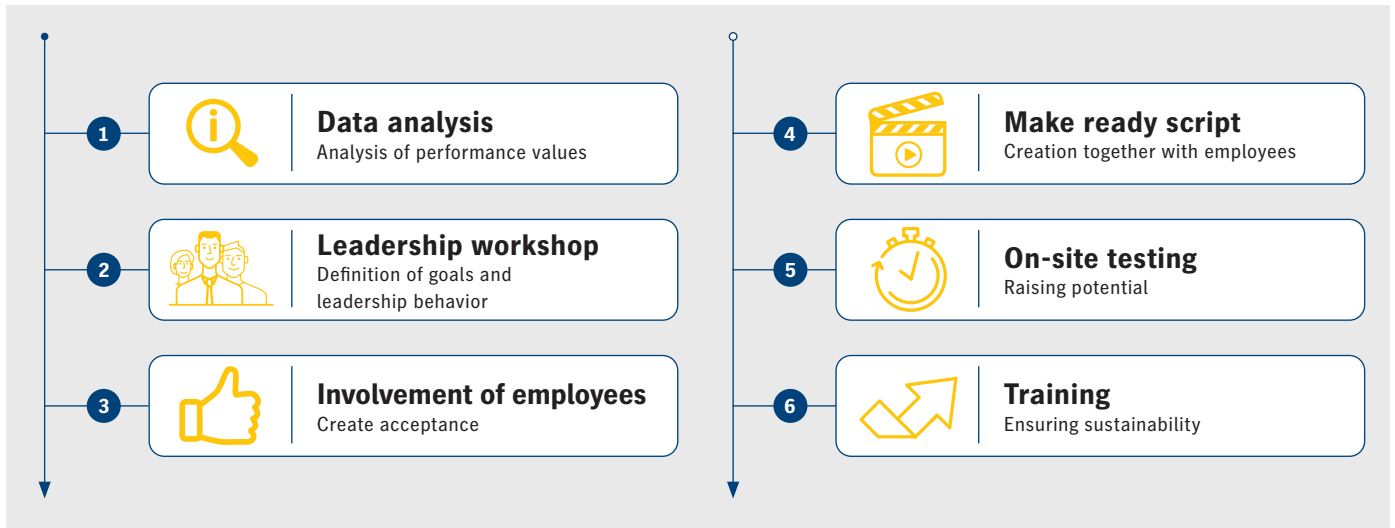 1
Data analysis
Analysis of performance values
2
Leadership workshop
Definition of goals and
leadership behavior
3
Involvement of employees
Create acceptance
4
Make ready script
Creation together with employees
5
On-site testing
Raising potential
6
Training
Ensuring sustainability